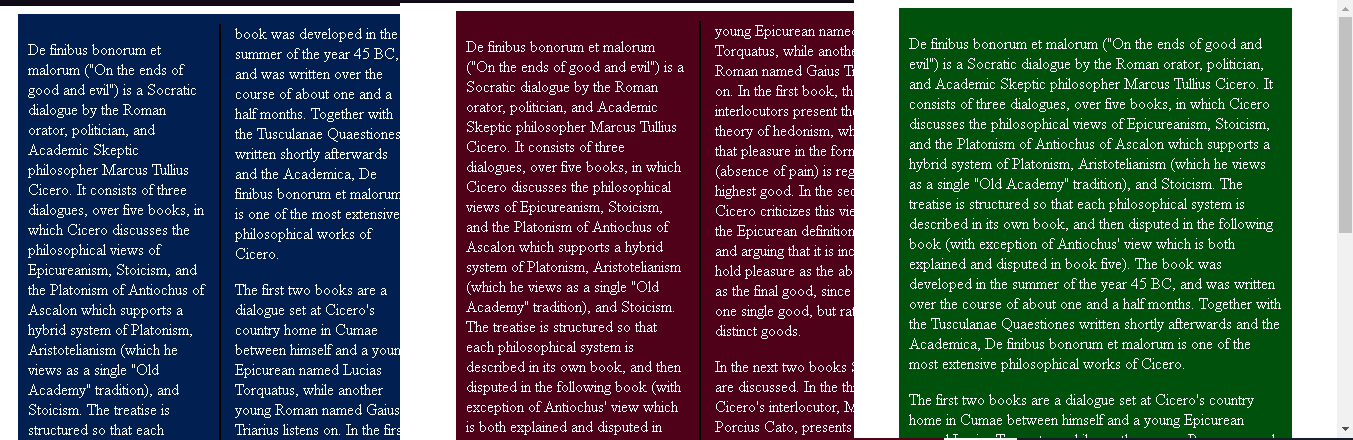 De finibus bonorum et
malorum ("On the ends of
good and evil") is a Socratic
dialogue by the Roman
orator, politician, and
Academic Skeptic
philosopher Marcus Tullius
Cicero. It consists of three
dialogues, over five books, in
which Cicero discusses the
philosophical views of
Epicureanism, Stoicism, and
the Platonism of Antiochus of
Ascalon which supports a
hybrid system of Platonism,
Aristotelianism (which he
views as a single "Old
Academy" tradition), and
Stoicism. The treatise is
structured so that each
book was developed in the
summer of the year 45 BC,
and was written over the
course of about one and a
half months. Together with
the Tusculanae Quaestiones
written shortly afterwards
and the Academica, De
finibus bonorum et malorum
is one of the most extensive
philosophical works of
Cicero.
The first two books are a
dialogue set at Cicero's
country home in Cumae
between himself and a youn
Epicurean named Lucias
Torquatus, while another
young Roman named Gaius
Triarius listens on. In the firs
De finibus bonorum et malorum
("On the ends of good and evil") is a
Socratic dialogue by the Roman
orator, politician, and Academic
Skeptic philosopher Marcus Tullius
Cicero. It consists of three
dialogues, over five books, in which
Cicero discusses the philosophical
views of Epicureanism, Stoicism,
and the Platonism of Antiochus of
Ascalon which supports a hybrid
system of Platonism, Aristotelianism
(which he views as a single "Old
Academy" tradition), and Stoicism.
The treatise is structured so that
each philosophical system is
described in its own book, and then
disputed in the following book (with
exception of Antiochus' view which
is both explained and disputed in
young Epicurean named
Torquatus, while anothe
Roman named Gaius Tr
on. In the first book, th
interlocutors present the
theory of hedonism, wh
that pleasure in the form
(absence of pain) is reg
highest good. In the sec
Cicero criticizes this vie
the Epicurean definition
and arguing that it is inc
hold pleasure as the ab
as the final good, since
one single good, but rat
distinct goods.
In the next two books S
are discussed. In the th
Cicero's interlocutor, M
Porcius Cato, presents
De finibus bonorum et malorum ("On the ends of good and
evil") is a Socratic dialogue by the Roman orator, politician,
and Academic Skeptic philosopher Marcus Tullius Cicero. It
consists of three dialogues, over five books, in which Cicero
discusses the philosophical views of Epicureanism, Stoicism,
and the Platonism of Antiochus of Ascalon which supports a
hybrid system of Platonism, Aristotelianism (which he views
as a single "Old Academy" tradition), and Stoicism. The
treatise is structured so that each philosophical system is
described in its own book, and then disputed in the following
book (with exception of Antiochus' view which is both
explained and disputed in book five). The book was
developed in the summer of the year 45 BC, and was written
over the course of about one and a half months. Together with
the Tusculanae Quaestiones written shortly afterwards and the
Academica, De finibus bonorum et malorum is one of the
most extensive philosophical works of Cicero.
The first two books are a dialogue set at Cicero's country
home in Cumae between himself and a young Epicurean